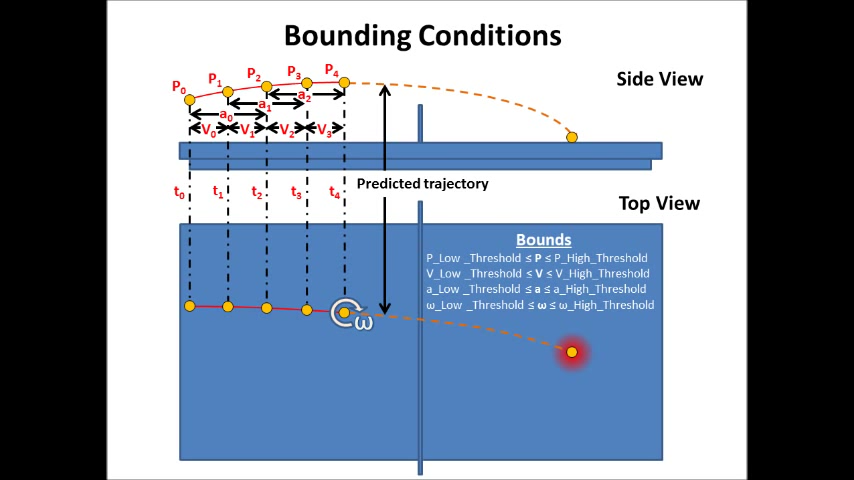 Bounding Conditions
Side View
P0 P1 P2 P3 P4
a0 a1 a2
V0 V1 V2 V3
t0 t1 t2 t3 t4
Predicted trajectory
Top View
Bounds
P_Low _Threshold ≤ P ≤ P_High_Threshold
V_Low _Threshold ≤ V ≤ V_High_Threshold
a_Low _Threshold ≤ a ≤ a_High_Threshold
ω_Low _Threshold ≤ ω ≤ ω_High_Threshold
ω